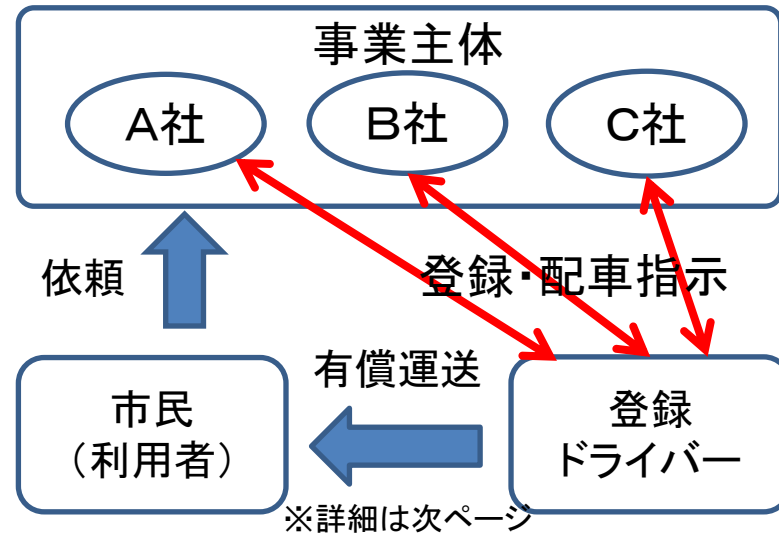 事業主体
A社
B社
C社
依頼
登録・配車指示
有償運送
市民
（利用者）
登録
ドライバー
※詳細は次ページ